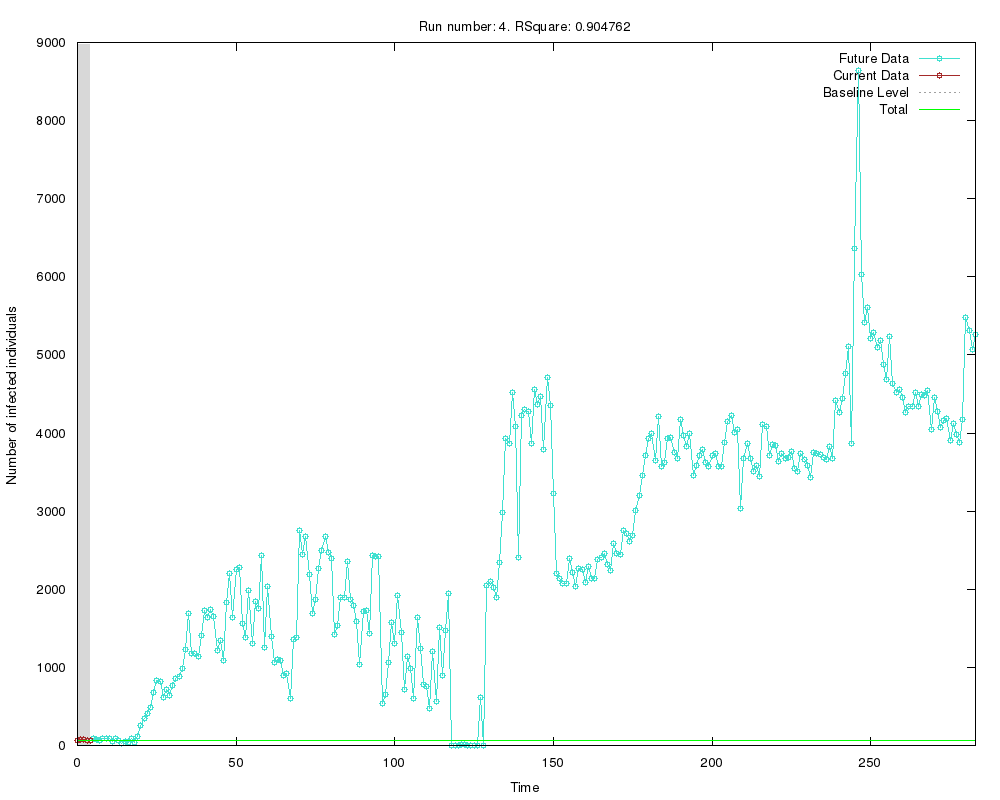 Run number: 4. RSquare: 0.904762
Future Data
Current Data
Baseline Level
Total
9000
8000
7000
6000
5000
4000
3000
2000
1000
0
Number of infected individuals
0 50 100 150 200 250
Time